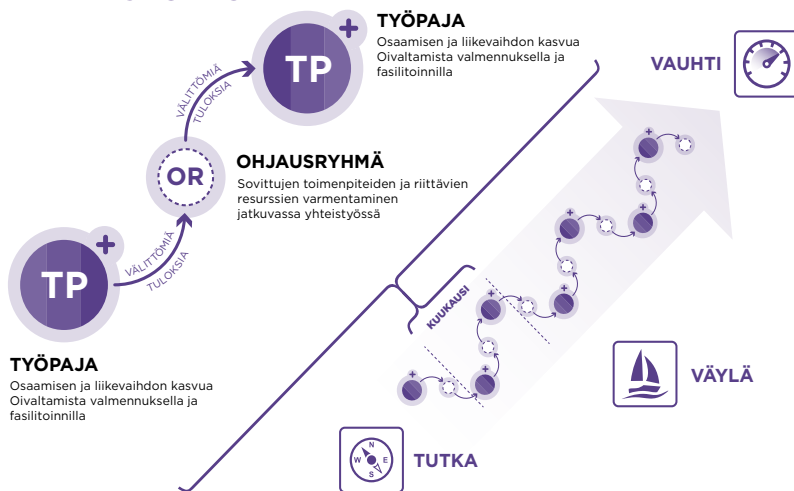 TYÖPAJA
Osaamisen ja liikevaihdon kasvua
Oivaltamista valmennuksella ja
fasilitoinnilla
TP
+
VÄLITTÖMIÄ
TULOKSIA
OR
OHJAUSRYHMÄ
Sovittujen toimenpiteiden ja riittävien
resurssien varmentaminen
jatkuvassa yhteistyössä
TP
+
VÄLITTÖMIÄ
TULOKSIA
TYÖPAJA
Osaamisen ja liikevaihdon kasvua
Oivaltamista valmennuksella ja
fasilitoinnilla
VAUHTI
KUUKAUSI
+
+
+
+
+
+
+
VÄYLÄ
N
W E
S
TUTKA